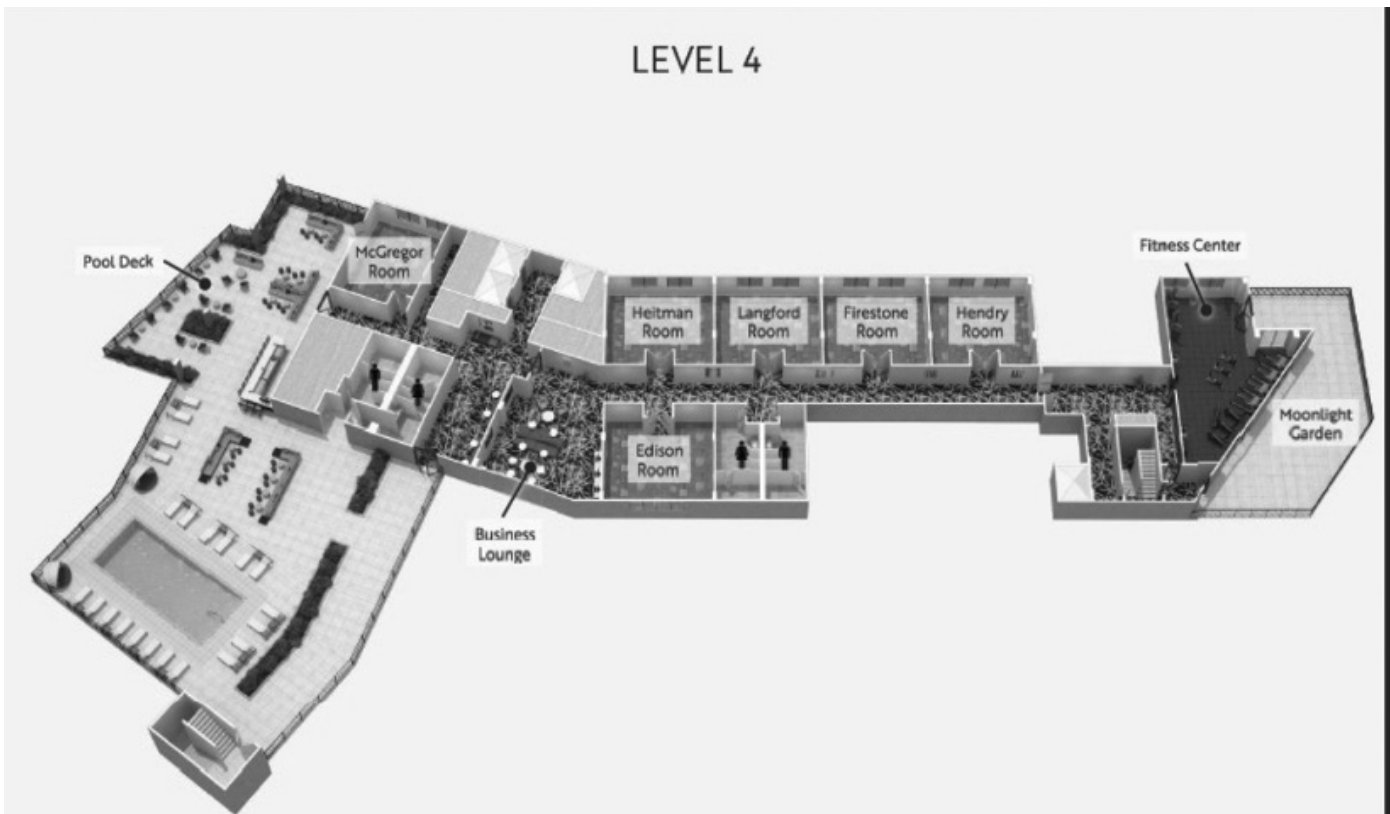 LEVEL 4
Pool Deck
McGregor
Room
Heitman
Room
Langford
Room
Firestone
Room
Hendry
Room
Fitness Center
Moonlight
Garden
Edison
Room
Business
Lounge